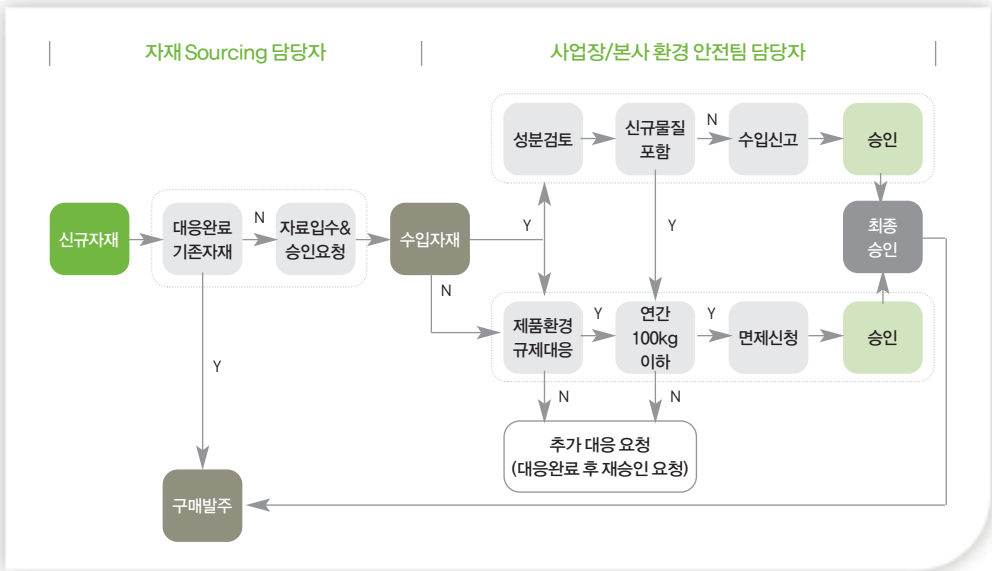 자재 Sourcing 담당자
사업장/본사 환경 안전팀 담당자
성분검토
신규물질
포함
N
수입신고
승인
신규자재
대응완료
기존자재
N
자료입수&
승인요청
수입자재
Y
Y
최종
승인
N
제품환경
규제대응
Y
연간
100kg
이하
Y
면제신청
승인
Y
N
N
추가 대응 요청
(대응완료 후 재승인 요청)
구매발주